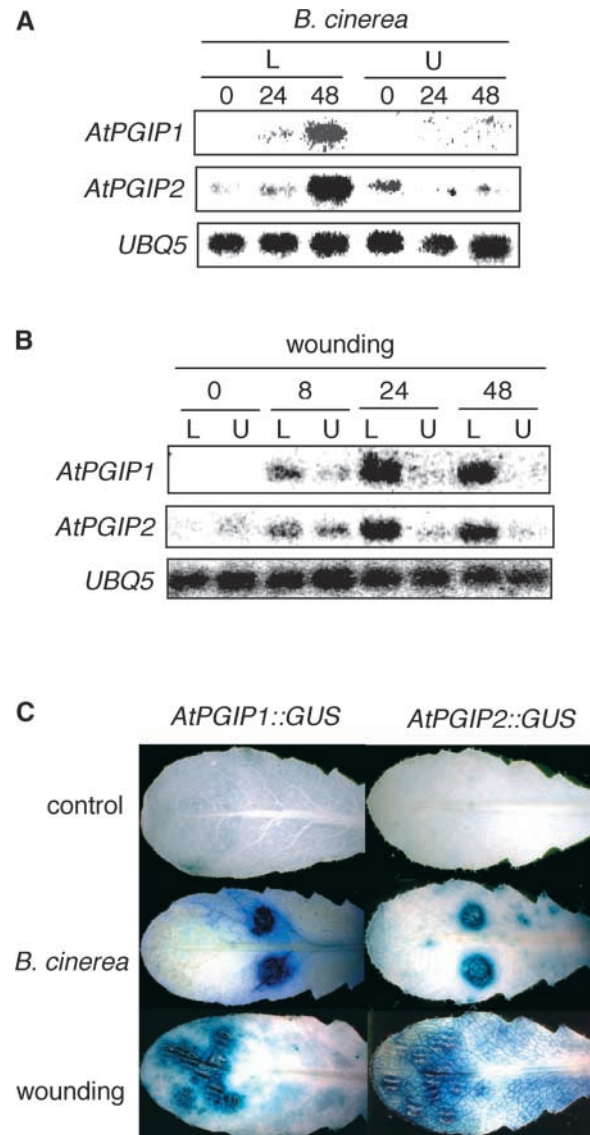 A
B. cinerea
L U
0 24 48 0 24 48
AtPGIP1
AtPGIP2
UBQ5
B
wounding
0 8 24 48
L U L U L U L U
AtPGIP1
AtPGIP2
UBQ5
C
AtPGIP1::GUS AtPGIP2::GUS
control
B. cinerea
wounding